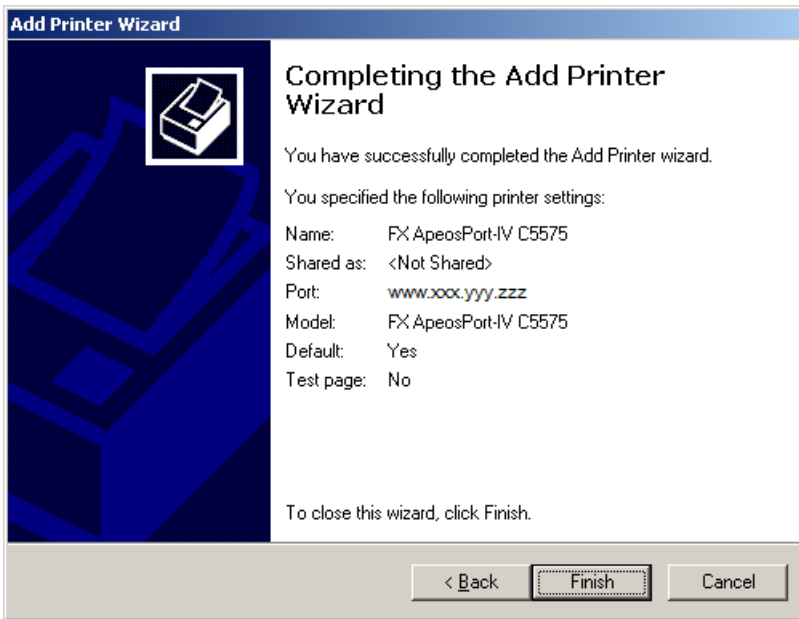 Add Printer Wizard
Completing the Add Printer
Wizard
You have successfully completed the Add Printer wizard.
You specified the following printer settings:
Name: FX ApeosPort-IV C5575
Shared as: <Not Shared>
Port: www.xxx.yyy.zzz
Model: FX ApeosPort-IV C5575
Default: Yes
Test page: No
To close this wizard, click Finish.
< Back Finish Cancel